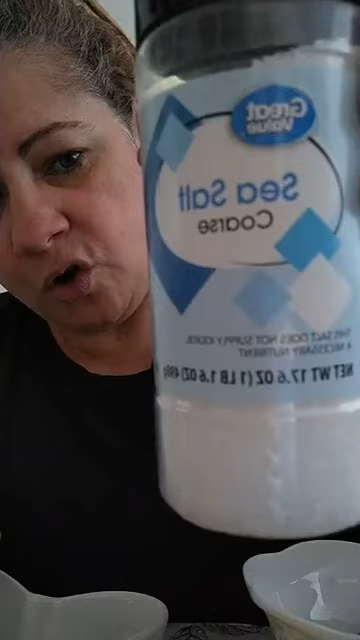 Great
Value
Sea Salt
Coarse
THIS SALT DOES NOT SUPPLY IODIDE,
A NECESSARY NUTRIENT
NET WT 17.6 OZ (1 LB 1.6 OZ) 498g